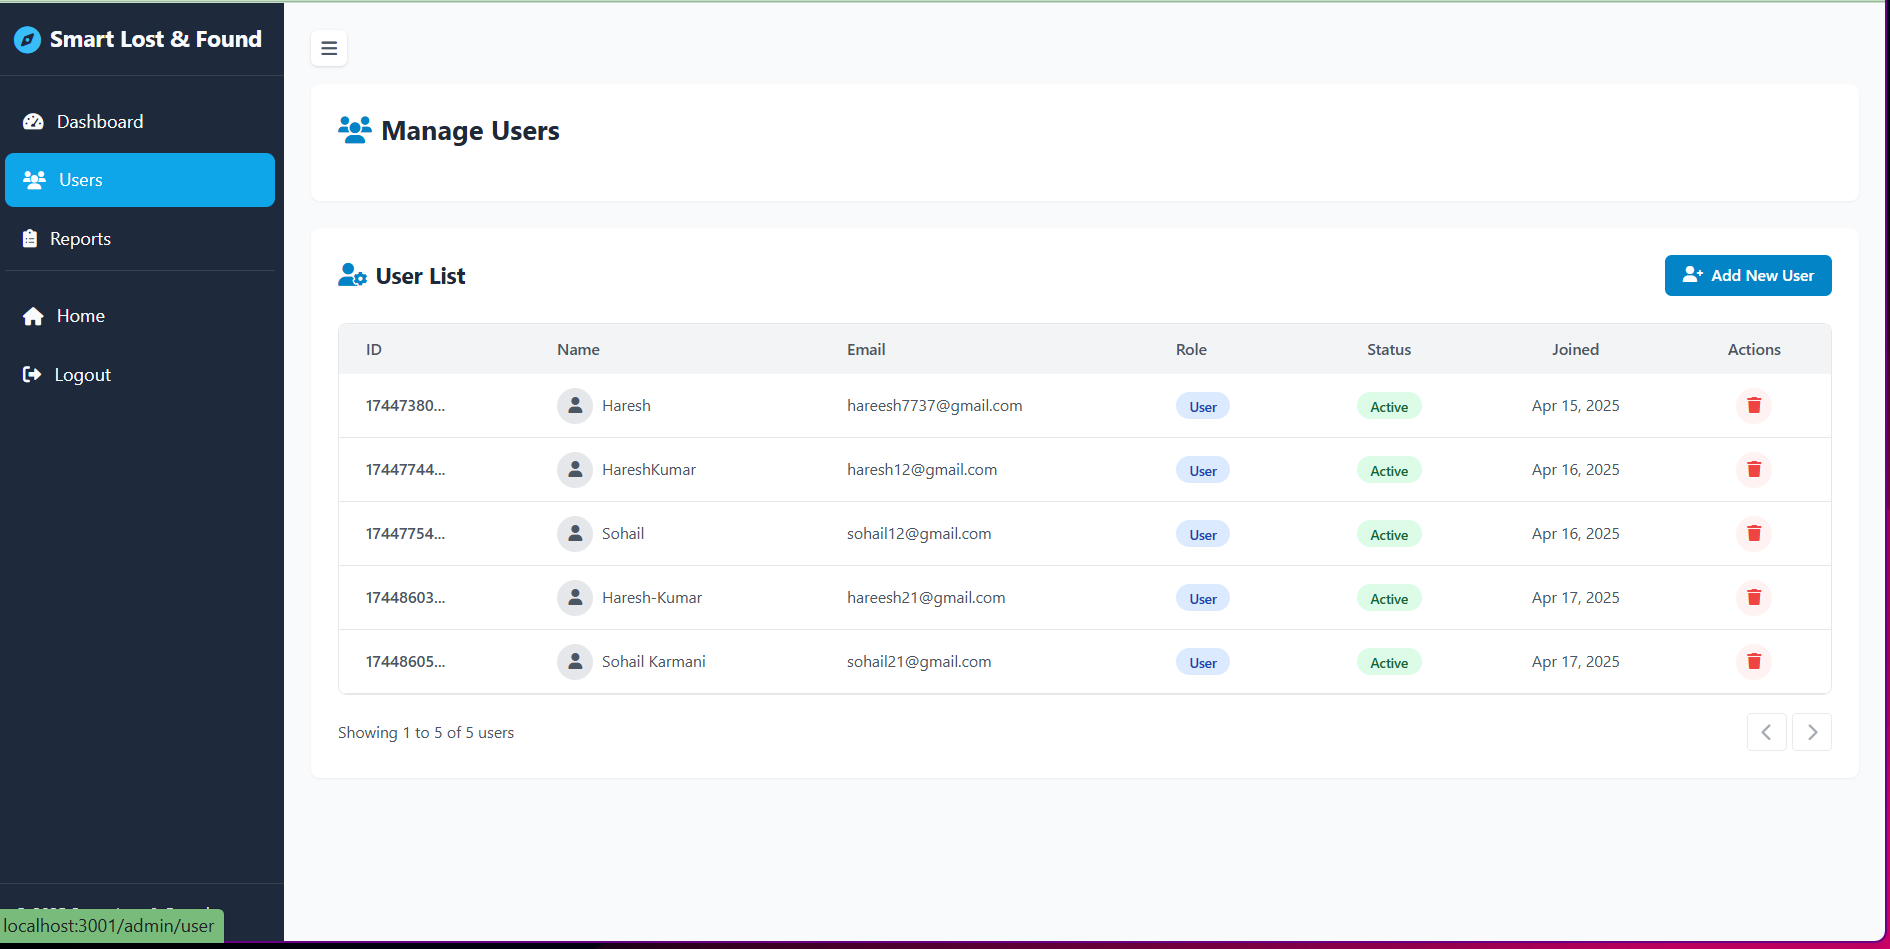 Smart Lost & Found
Dashboard
Users
Reports
Home
Logout
localhost:3001/admin/user
Manage Users
User List
Add New User
ID Name Email Role Status Joined Actions
17447380... Haresh hareesh7737@gmail.com User Active Apr 15, 2025
17447744... HareshKumar haresh12@gmail.com User Active Apr 16, 2025
17447754... Sohail sohail12@gmail.com User Active Apr 16, 2025
17448603... Haresh-Kumar hareesh21@gmail.com User Active Apr 17, 2025
17448605... Sohail Karmani sohail21@gmail.com User Active Apr 17, 2025
Showing 1 to 5 of 5 users